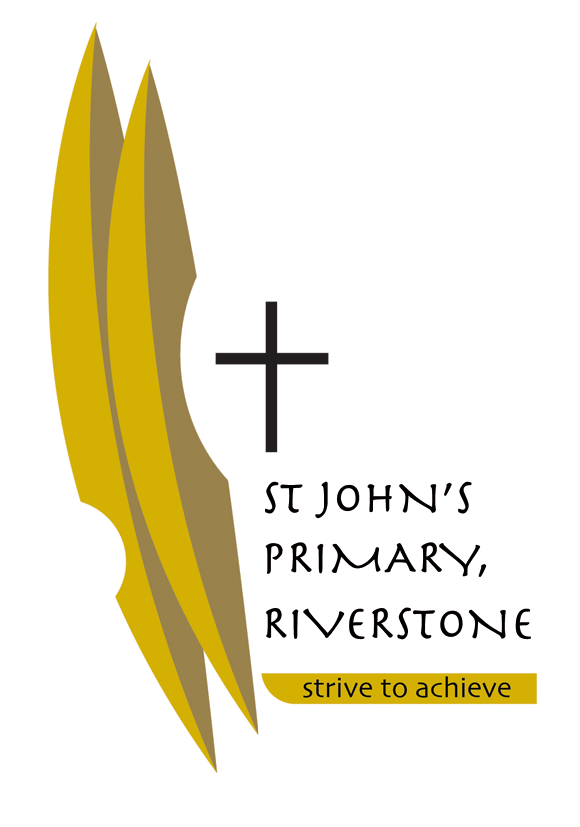 ST JOHN'S
PRIMARY,
RIVERSTONE
strive to achieve